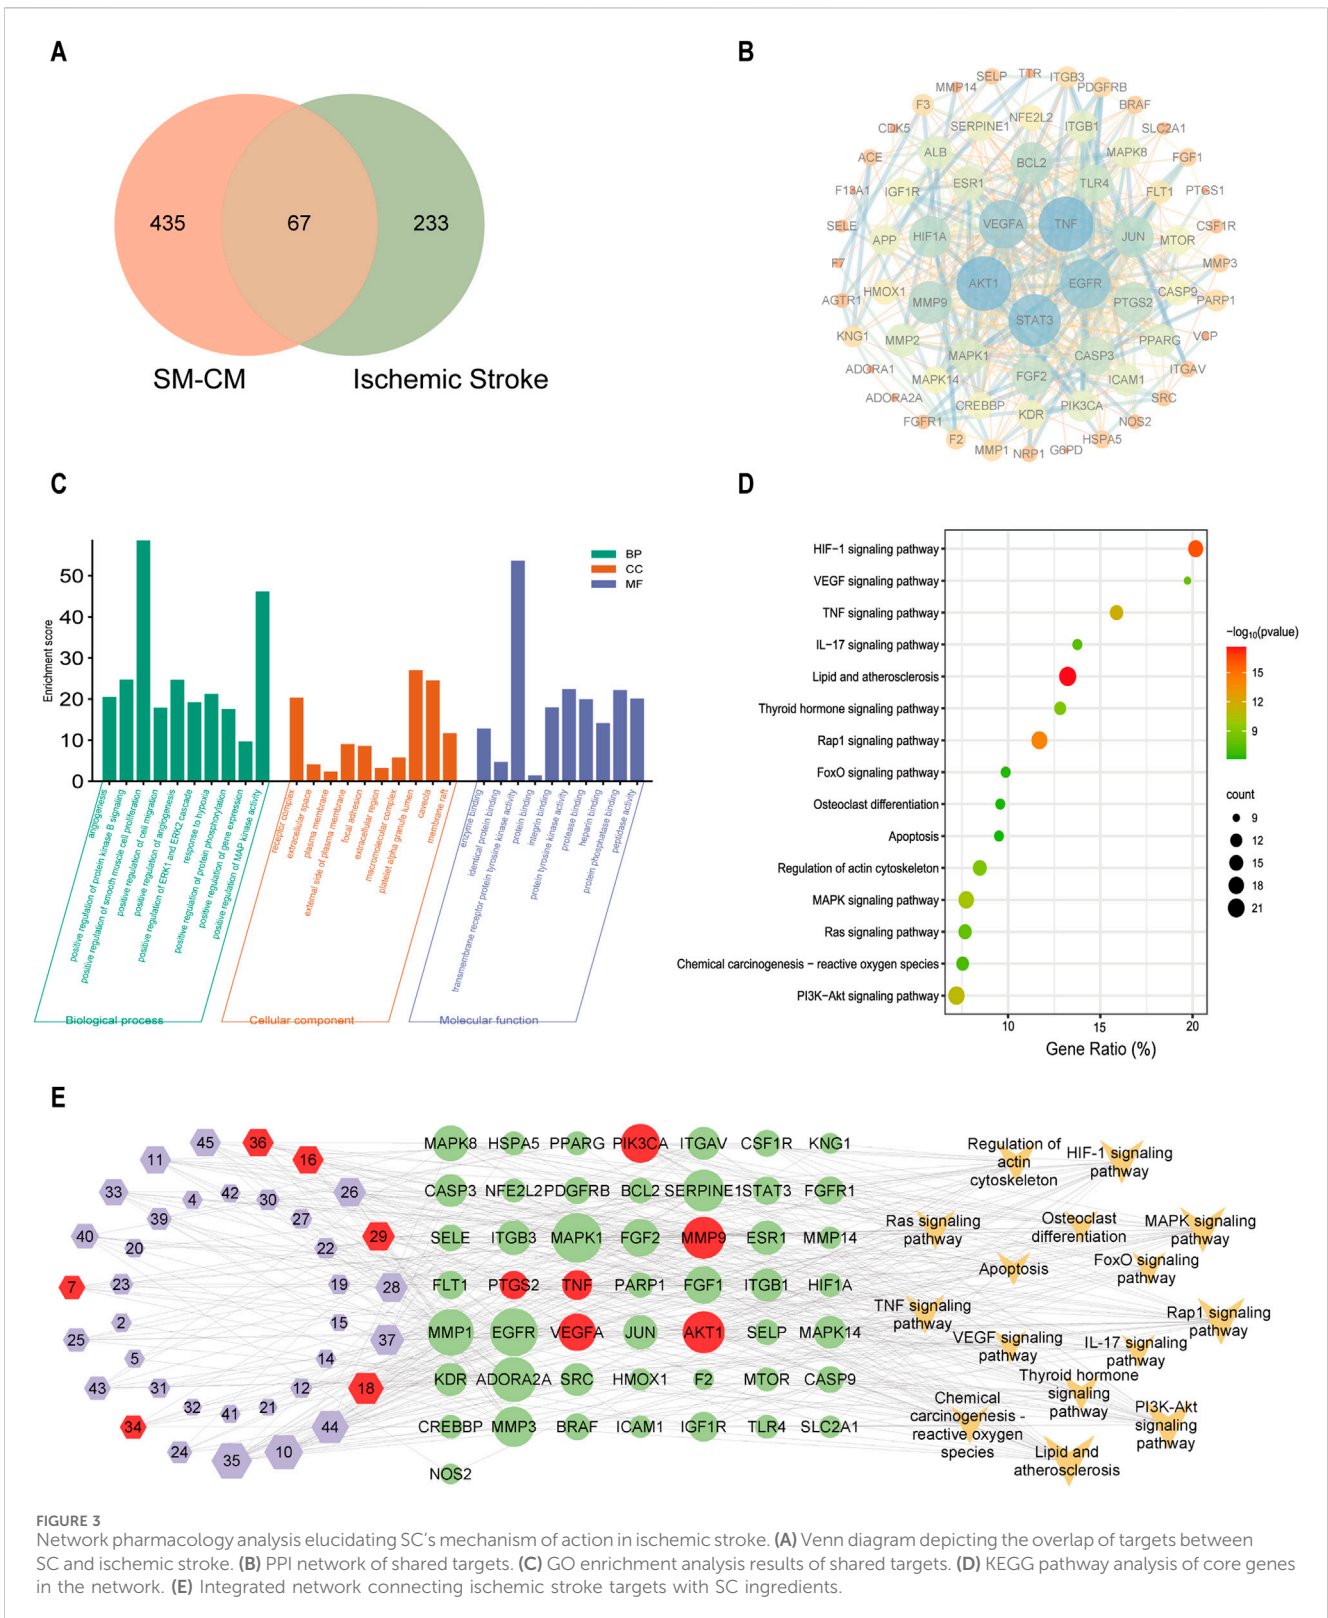 A
435
67
233
SM-CM
Ischemic Stroke
B
SELP
TTR
ITGB3
MMP14
PDGFRB
F3
BRAF
NFE2L2
SERPINE1
ITGB1
CDK5
SLC2A1
ALB
BCL2
MAPK8
ACE
FGF1
ESR1
TLR4
F13A1
IGF1R
FLT1
PTGS1
SELE
VEGFA
TNF
CSF1R
APP
HIF1A
JUN
MTOR
F7
MMP3
AKT1
EGFR
HMOX1
CASP9
AGTR1
MMP9
PTGS2
PARP1
STAT3
KNG1
MMP2
PPARG
VCP
MAPK1
CASP3
ADORA1
ITGAV
MAPK14
FGF2
ICAM1
ADORA2A
SRC
CREBBP
PIK3CA
FGFR1
KDR
NOS2
F2
HSPA5
MMP1
NRP1
G6PD
C
Enrichment score
50
40
30
20
10
0
BP
CC
MF
angiogenesis
positive regulation of protein kinase B signaling
positive regulation of smooth muscle cell proliferation
positive regulation of cell migration
positive regulation of angiogenesis
positive regulation of ERK1 and ERK2 cascade
response to hypoxia
positive regulation of protein phosphorylation
positive regulation of gene expression
positive regulation of MAP kinase activity
receptor complex
extracellular space
plasma membrane
external side of plasma membrane
focal adhesion
extracellular region
macromolecular complex
platelet alpha granule lumen
caveola
membrane raft
enzyme binding
identical protein binding
transmembrane receptor protein tyrosine kinase activity
protein binding
integrin binding
protein tyrosine kinase activity
protease binding
heparin binding
protein phosphatase binding
peptidase activity
Biological process
Cellular component
Molecular function
D
HIF−1 signaling pathway
VEGF signaling pathway
TNF signaling pathway
IL−17 signaling pathway
Lipid and atherosclerosis
Thyroid hormone signaling pathway
Rap1 signaling pathway
FoxO signaling pathway
Osteoclast differentiation
Apoptosis
Regulation of actin cytoskeleton
MAPK signaling pathway
Ras signaling pathway
Chemical carcinogenesis − reactive oxygen species
PI3K−Akt signaling pathway
10
15
20
Gene Ratio (%)
−log10(pvalue)
15
12
9
count
9
12
15
18
21
E
45
36
11
16
33
4
42
30
26
39
27
40
20
22
29
7
23
19
28
2
15
25
37
5
14
43
31
12
18
32
41
21
34
44
24
35
10
MAPK8 HSPA5 PPARG PIK3CA ITGAV CSF1R KNG1
CASP3 NFE2L2 PDGFRB BCL2 SERPINE1 STAT3 FGFR1
SELE ITGB3 MAPK1 FGF2 MMP9 ESR1 MMP14
FLT1 PTGS2 TNF PARP1 FGF1 ITGB1 HIF1A
MMP1 EGFR VEGFA JUN AKT1 SELP MAPK14
KDR ADORA2A SRC HMOX1 F2 MTOR CASP9
CREBBP MMP3 BRAF ICAM1 IGF1R TLR4 SLC2A1
NOS2
Regulation of
actin
cytoskeleton
HIF-1 signaling
pathway
Ras signaling
pathway
Osteoclast
differentiation
MAPK signaling
pathway
Apoptosis
FoxO signaling
pathway
TNF signaling
pathway
Rap1 signaling
pathway
VEGF signaling
pathway
IL-17 signaling
pathway
Thyroid hormone
signaling
pathway
Chemical
carcinogenesis -
reactive oxygen
species
PI3K-Akt
signaling
pathway
Lipid and
atherosclerosis
FIGURE 3
Network pharmacology analysis elucidating SC's mechanism of action in ischemic stroke. (A) Venn diagram depicting the overlap of targets between
SC and ischemic stroke. (B) PPI network of shared targets. (C) GO enrichment analysis results of shared targets. (D) KEGG pathway analysis of core genes
in the network. (E) Integrated network connecting ischemic stroke targets with SC ingredients.